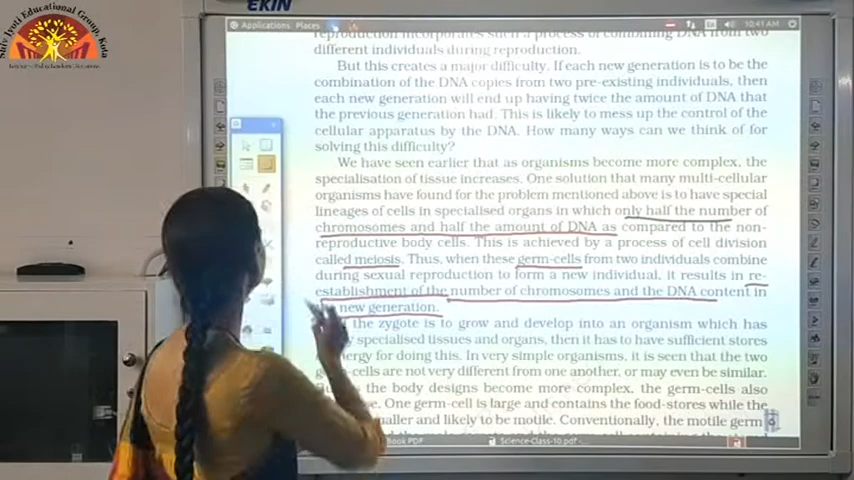 Shiv Jyoti Educational Group, Kota
EKIN
Applications Places
10:41 AM
reproduction incorporates such a process of combining DNA from two
different individuals during reproduction.
But this creates a major difficulty. If each new generation is to be the
combination of the DNA copies from two pre-existing individuals, then
each new generation will end up having twice the amount of DNA that
the previous generation had. This is likely to mess up the control of the
cellular apparatus by the DNA. How many ways can we think of for
solving this difficulty?
We have seen earlier that as organisms become more complex, the
specialisation of tissue increases. One solution that many multi-cellular
organisms have found for the problem mentioned above is to have special
lineages of cells in specialised organs in which only half the number of
chromosomes and half the amount of DNA as compared to the non-
reproductive body cells. This is achieved by a process of cell division
called meiosis. Thus, when these germ-cells from two individuals combine
during sexual reproduction to form a new individual, it results in re-
establishment of the number of chromosomes and the DNA content in
new generation.
the zygote is to grow and develop into an organism which has
specialised tissues and organs, then it has to have sufficient stores
energy for doing this. In very simple organisms, it is seen that the two
-cells are not very different from one another, or may even be similar.
the body designs become more complex, the germ-cells also
. One germ-cell is large and contains the food-stores while the
smaller and likely to be motile. Conventionally, the motile germ
book PDF
Science-Class-10.pdf-...